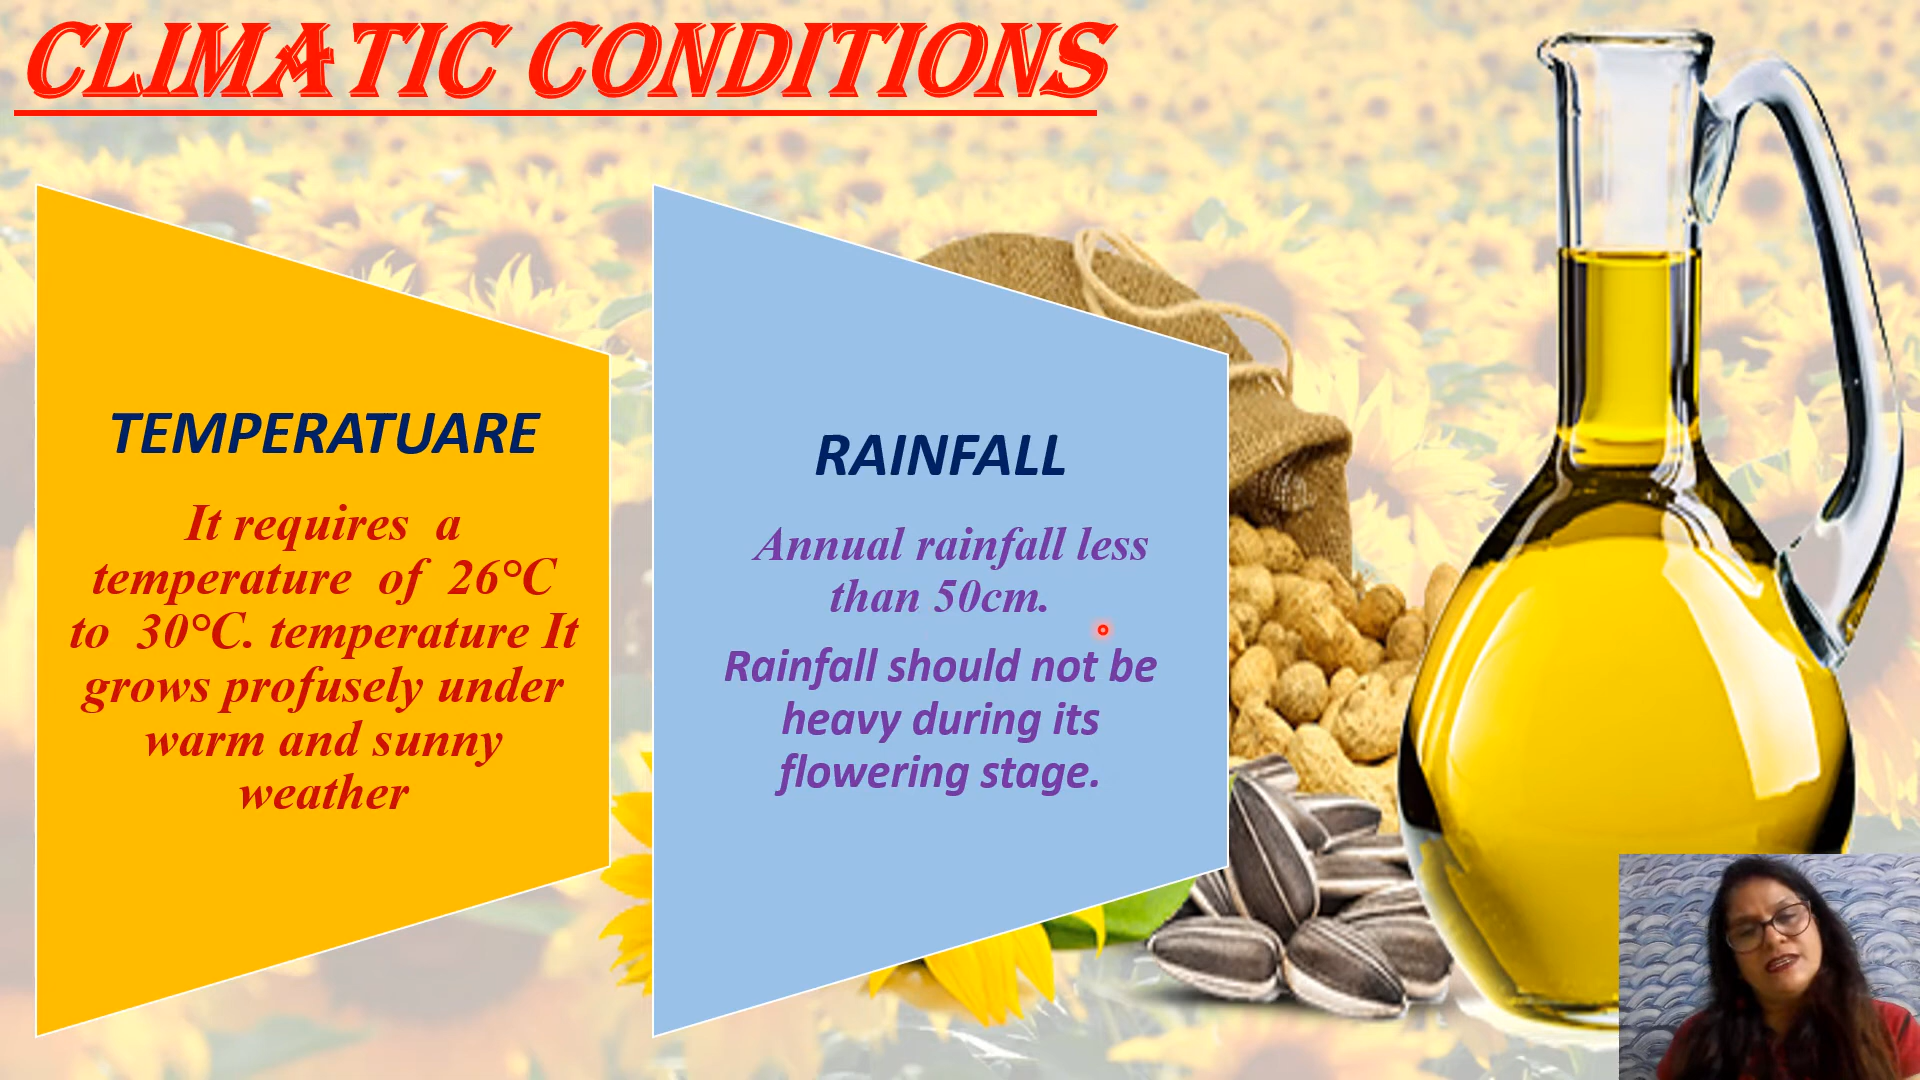 CLIMATIC CONDITIONS
TEMPERATUARE
It requires a
temperature of 26°C
to 30°C. temperature It
grows profusely under
warm and sunny
weather
RAINFALL
Annual rainfall less
than 50cm.
Rainfall should not be
heavy during its
flowering stage.